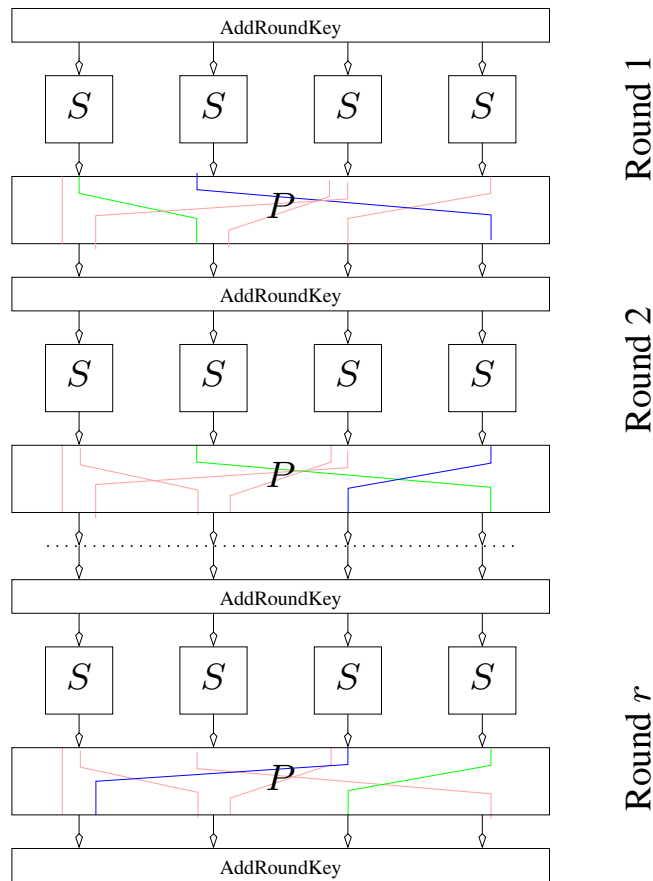 AddRoundKey
S S S S
Round 1
P
AddRoundKey
S S S S
Round 2
P
AddRoundKey
S S S S
Round r
P
AddRoundKey